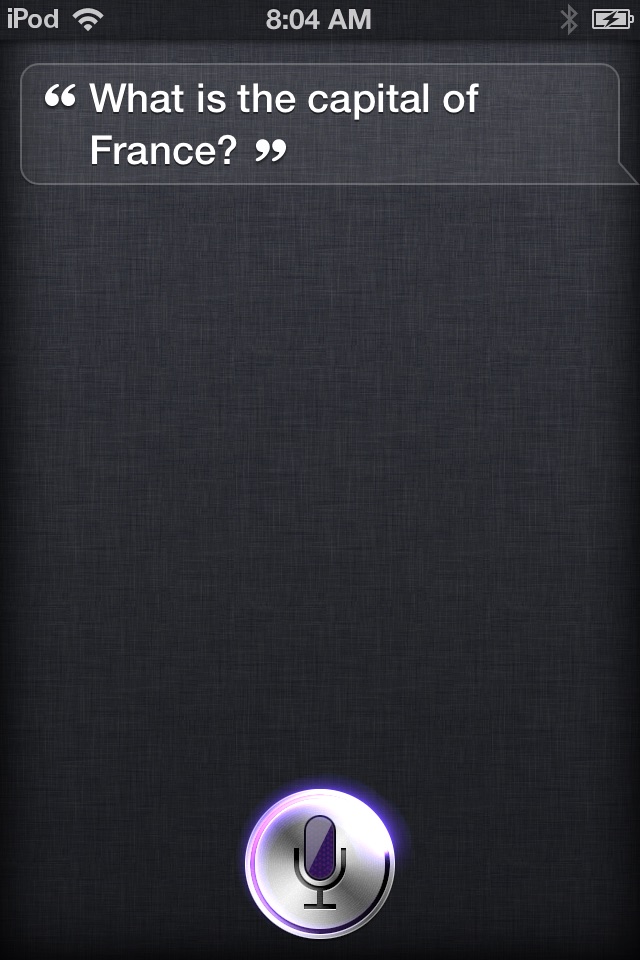 iPod 8:04 AM
“ What is the capital of
France? ”